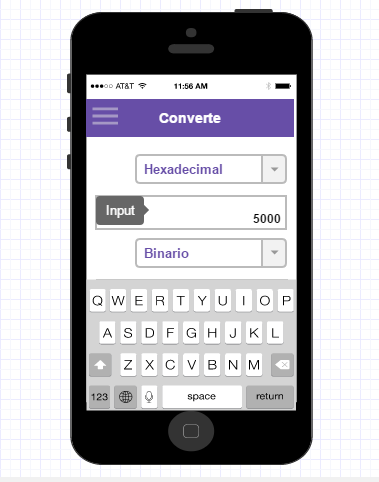 AT&T 11:56 AM
Converte
Hexadecimal
Input 5000
Binario
Q W E R T Y U I O P
A S D F G H J K L
Z X C V B N M
123 space return